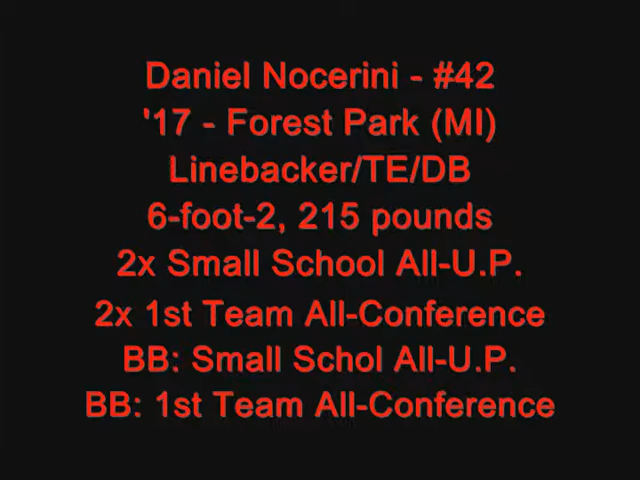 Daniel Nocerini - #42
'17 - Forest Park (MI)
Linebacker/TE/DB
6-foot-2, 215 pounds
2x Small School All-U.P.
2x 1st Team All-Conference
BB: Small Schol All-U.P.
BB: 1st Team All-Conference